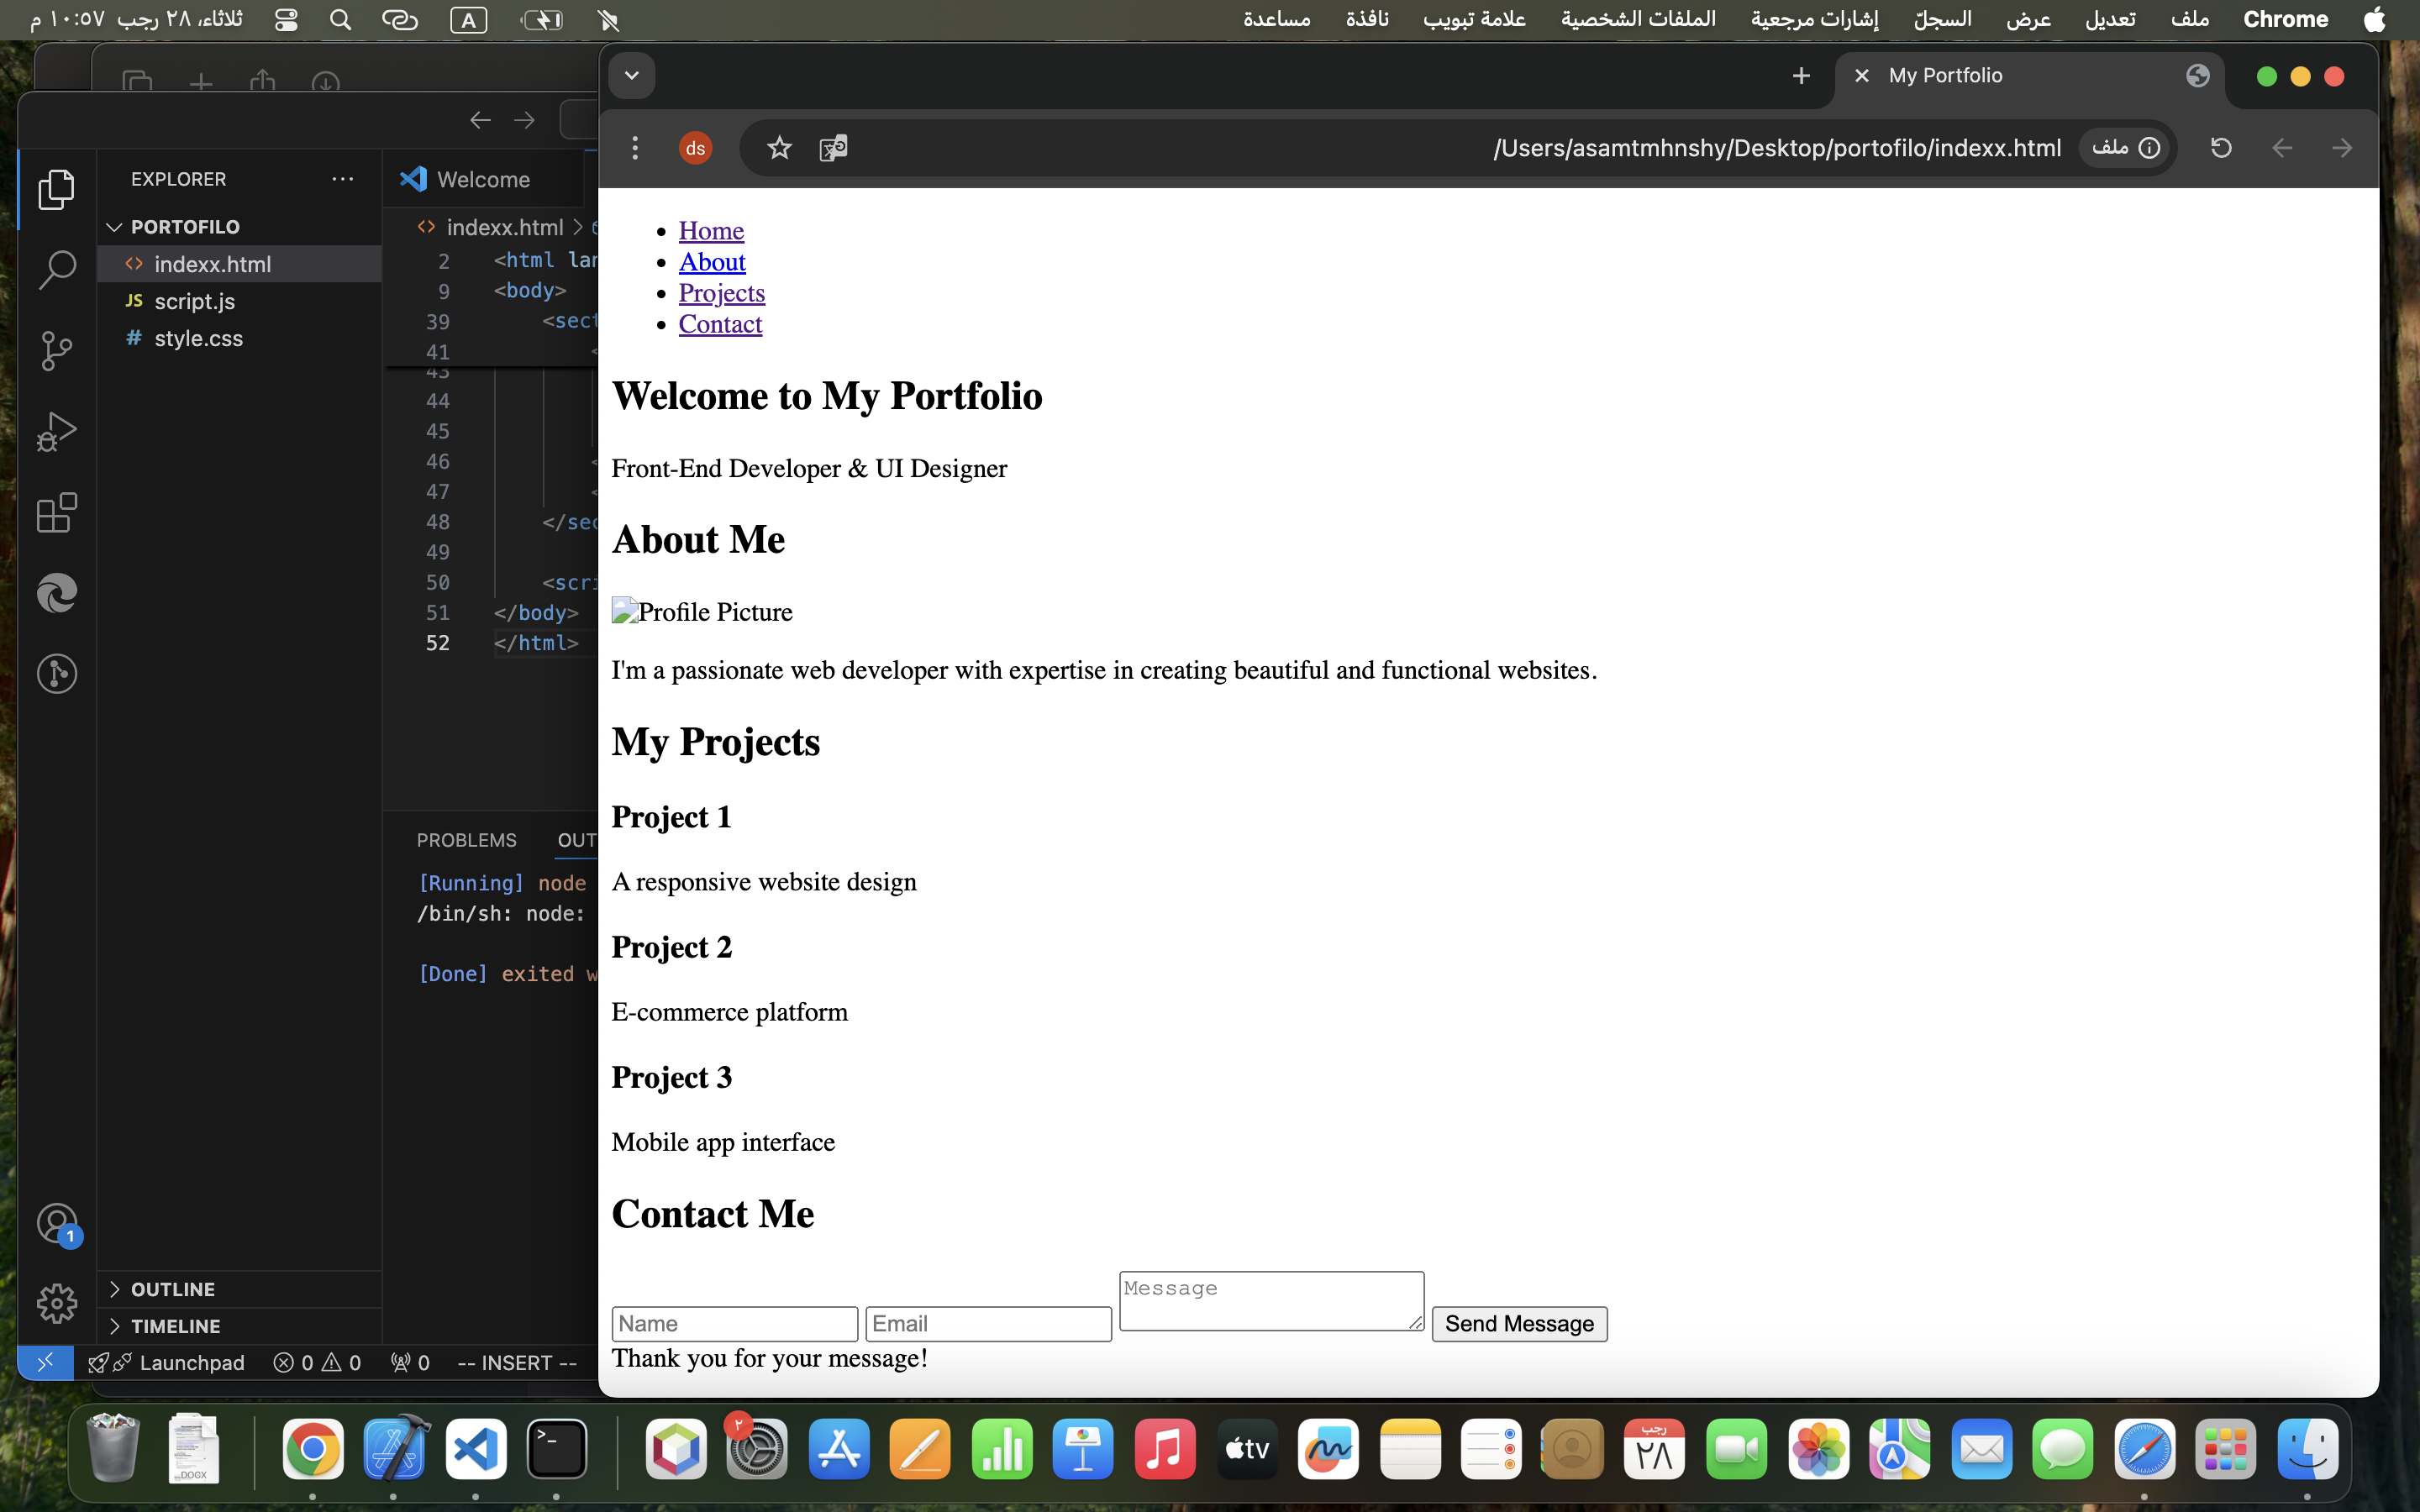 Chrome ملف تعديل عرض السجلّ إشارات مرجعية الملفات الشخصية علامة تبويب نافذة مساعدة
A
ثلاثاء، ٢٨ رجب ١٠:٥٧ م
My Portfolio
ds
/Users/asamtmhnshy/Desktop/portofilo/indexx.html
ملف
EXPLORER
PORTOFILO
indexx.html
JS script.js
# style.css
OUTLINE
TIMELINE
Welcome
indexx.html
2 <html
9 <body>
39
41
43
44
45
46 <
47 <
48
49
50
51 </body>
52 </html>
PROBLEMS
[Running] node
/bin/sh: node:
[Done] exited
1
Launchpad 0 0 0 -- INSERT --
Home
About
Projects
Contact
Welcome to My Portfolio
Front-End Developer & UI Designer
About Me
Profile Picture
I'm a passionate web developer with expertise in creating beautiful and functional websites.
My Projects
Project 1
A responsive website design
Project 2
E-commerce platform
Project 3
Mobile app interface
Contact Me
Name
Email
Message
Send Message
Thank you for your message!
DOCX
>_
٢
tv
رجب
٢٨